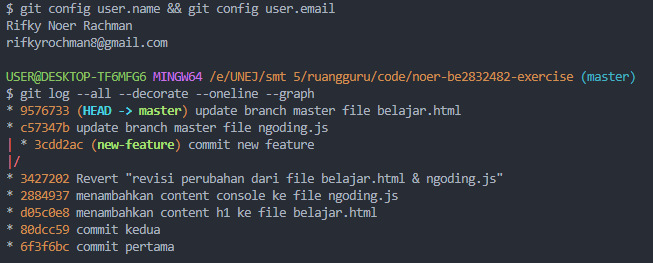 $ git config user.name && git config user.email
Rifky Noer Rachman
rifkyrochman8@gmail.com
USER@DESKTOP-TF6MFG6 MINGW64 /e/UNEJ/smt 5/ruangguru/code/noer-be2832482-exercise (master)
$ git log --all --decorate --oneline --graph
* 9576733 (HEAD -> master) update branch master file belajar.html
* c57347b update branch master file ngoding.js
| * 3cdd2ac (new-feature) commit new feature
|/
* 3427202 Revert "revisi perubahan dari file belajar.html & ngoding.js"
* 2884937 menambahkan content console ke file ngoding.js
* d05c0e8 menambahkan content h1 ke file belajar.html
* 80dcc59 commit kedua
* 6f3f6bc commit pertama